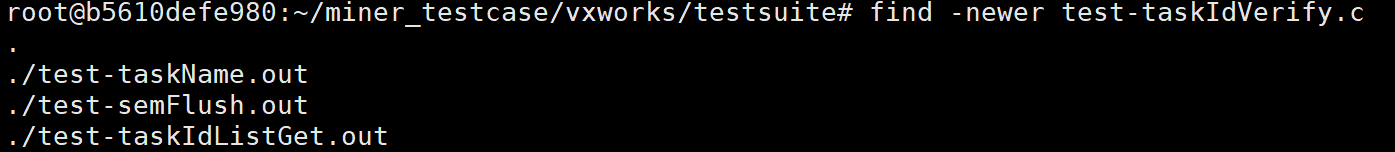 root@b5610defe980:~/miner_testcase/vxworks/testsuite# find -newer test-taskIdVerify.c
.
./test-taskName.out
./test-semFlush.out
./test-taskIdListGet.out